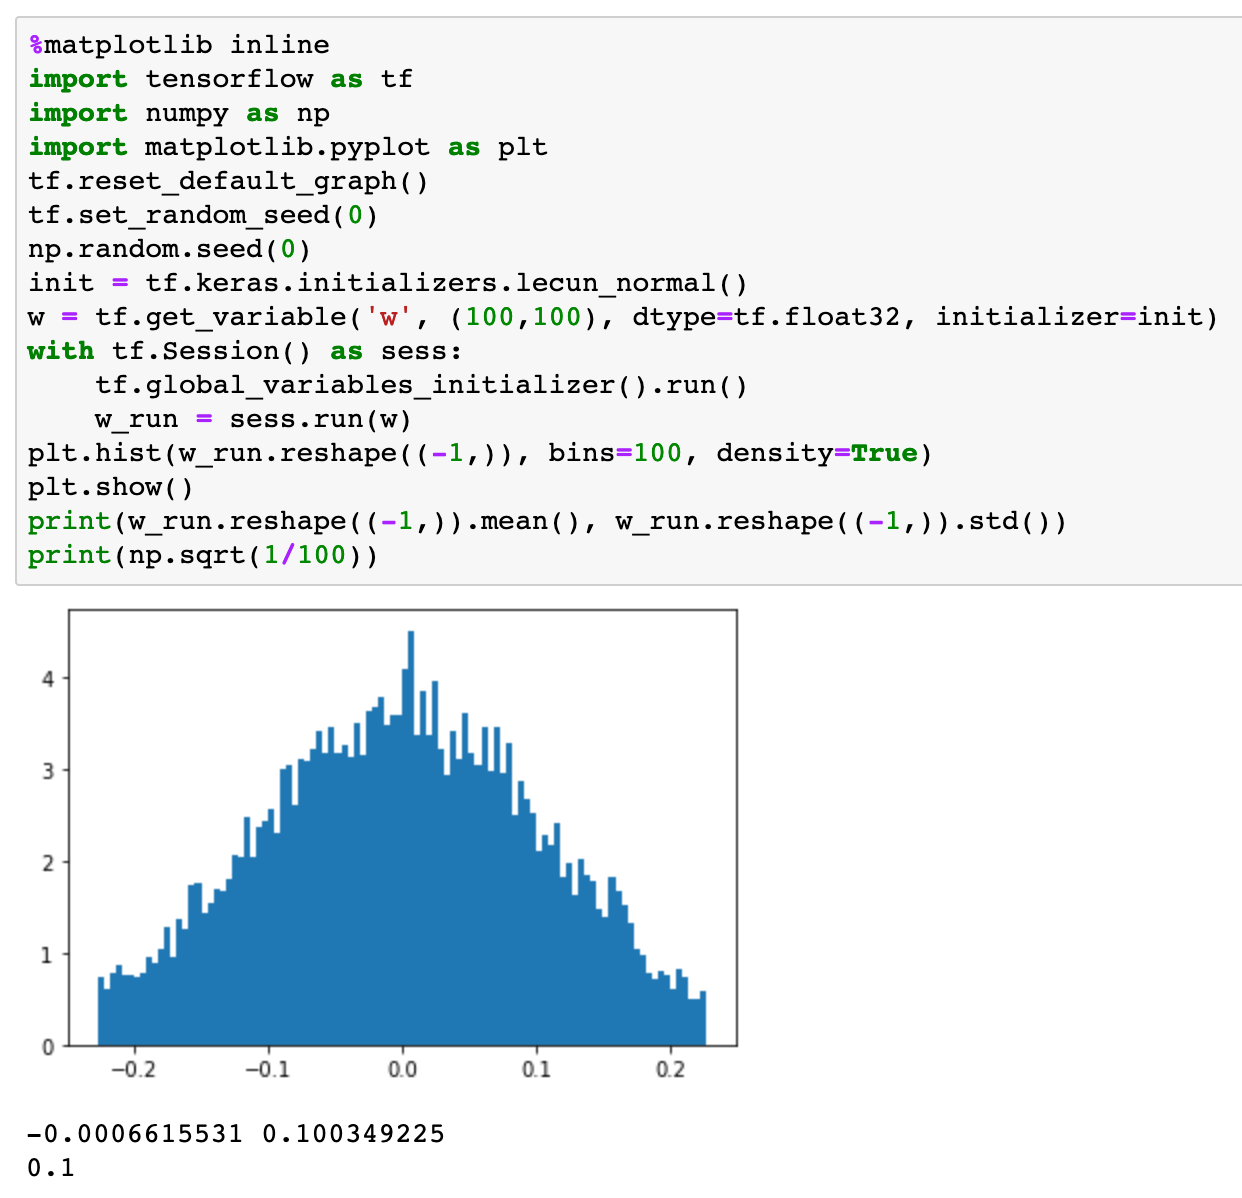 %matplotlib inline
import tensorflow as tf
import numpy as np
import matplotlib.pyplot as plt
tf.reset_default_graph()
tf.set_random_seed(0)
np.random.seed(0)
init = tf.keras.initializers.lecun_normal()
w = tf.get_variable('w', (100,100), dtype=tf.float32, initializer=init)
with tf.Session() as sess:
    tf.global_variables_initializer().run()
    w_run = sess.run(w)
plt.hist(w_run.reshape((-1,)), bins=100, density=True)
plt.show()
print(w_run.reshape((-1,)).mean(), w_run.reshape((-1,)).std())
print(np.sqrt(1/100))
4
3
2
1
0
−0.2 −0.1 0.0 0.1 0.2
-0.0006615531 0.100349225
0.1